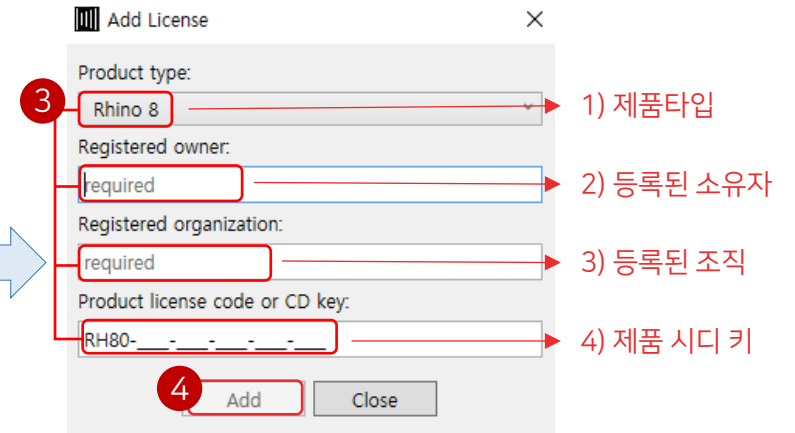 Add License
Product type:
3
Rhino 8
1) 제품타입
Registered owner:
required
2) 등록된 소유자
Registered organization:
required
3) 등록된 조직
Product license code or CD key:
RH80-___-___-___-___-___
4) 제품 시디 키
4
Add
Close